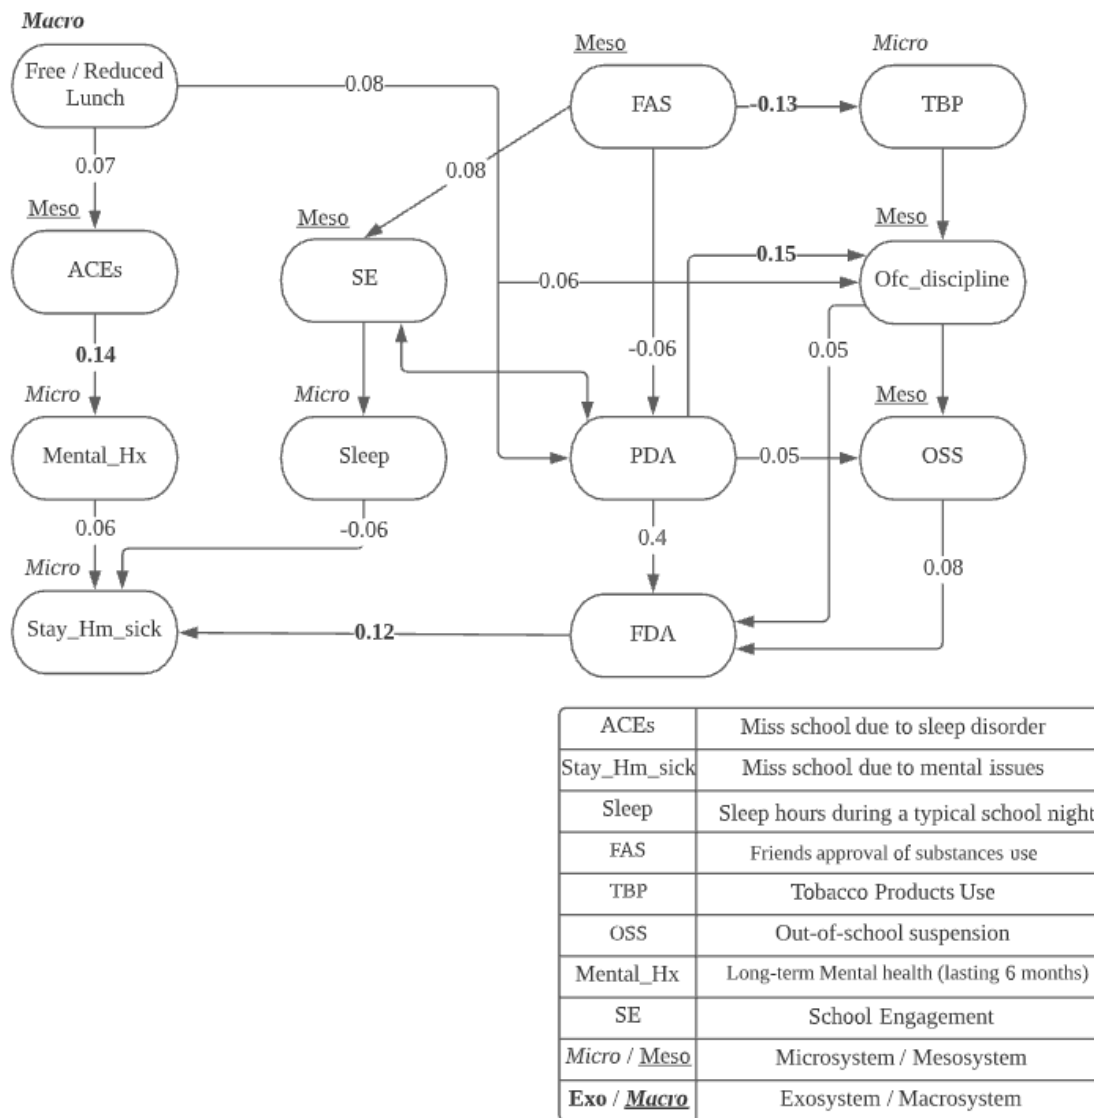 Macro
Free / Reduced
Lunch
0.08
Meso
FAS
-0.13
Micro
TBP
0.07
0.08
Meso
ACEs
Meso
SE
0.15
Meso
Ofc_discipline
0.06
0.14
-0.06
0.05
Micro
Mental_Hx
Micro
Sleep
PDA
0.05
Meso
OSS
0.06
-0.06
0.4
0.08
Micro
Stay_Hm_sick
0.12
FDA
ACEs Miss school due to sleep disorder
Stay_Hm_sick Miss school due to mental issues
Sleep Sleep hours during a typical school night
FAS Friends approval of substances use
TBP Tobacco Products Use
OSS Out-of-school suspension
Mental_Hx Long-term Mental health (lasting 6 months)
SE School Engagement
Micro / Meso Microsystem / Mesosystem
Exo / Macro Exosystem / Macrosystem